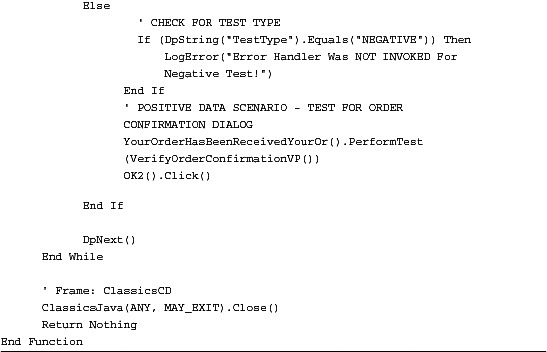 Else
' CHECK FOR TEST TYPE
If (DpString("TestType").Equals("NEGATIVE")) Then
LogError("Error Handler Was NOT INVOKED For
Negative Test!")
End If
' POSITIVE DATA SCENARIO - TEST FOR ORDER
CONFIRMATION DIALOG
YourOrderHasBeenReceivedYourOr().PerformTest
(VerifyOrderConfirmationVP())
OK2().Click()
End If
DpNext()
End While
' Frame: ClassicsCD
ClassicsJava(ANY, MAY_EXIT).Close()
Return Nothing
End Function